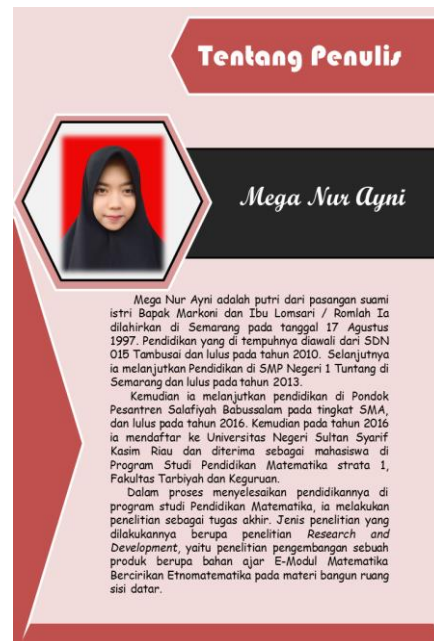 Tentang Penulis
Mega Nur Ayni
Mega Nur Ayni adalah putri dari pasangan suami
istri Bapak Markoni dan Ibu Lomsari / Romlah Ia
dilahirkan di Semarang pada tanggal 17 Agustus
1997. Pendidikan yang di tempuhnya diawali dari SDN
015 Tambusai dan lulus pada tahun 2010. Selanjutnya
ia melanjutkan Pendidikan di SMP Negeri 1 Tuntang di
Semarang dan lulus pada tahun 2013.
Kemudian ia melanjutkan pendidikan di Pondok
Pesantren Salafiyah Babussalam pada tingkat SMA,
dan lulus pada tahun 2016. Kemudian pada tahun 2016
ia mendaftar ke Universitas Negeri Sultan Syarif
Kasim Riau dan diterima sebagai mahasiswa di
Program Studi Pendidikan Matematika strata 1,
Fakultas Tarbiyah dan Keguruan.
Dalam proses menyelesaikan pendidikannya di
program studi Pendidikan Matematika, ia melakukan
penelitian sebagai tugas akhir. Jenis penelitian yang
dilakukannya berupa penelitian Research and
Development, yaitu penelitian pengembangan sebuah
produk berupa bahan ajar E-Modul Matematika
Bercirikan Etnomatematika pada materi bangun ruang
sisi datar.